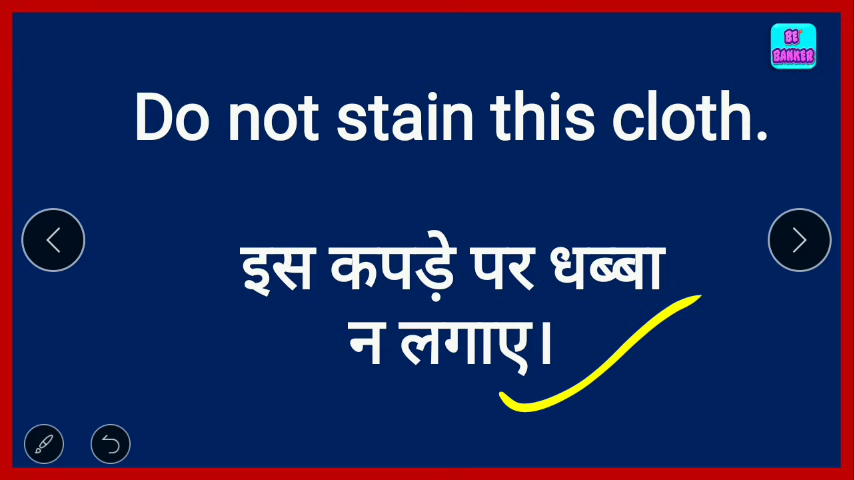 BE
BANKER
Do not stain this cloth.
इस कपड़े पर धब्बा
न लगाए।